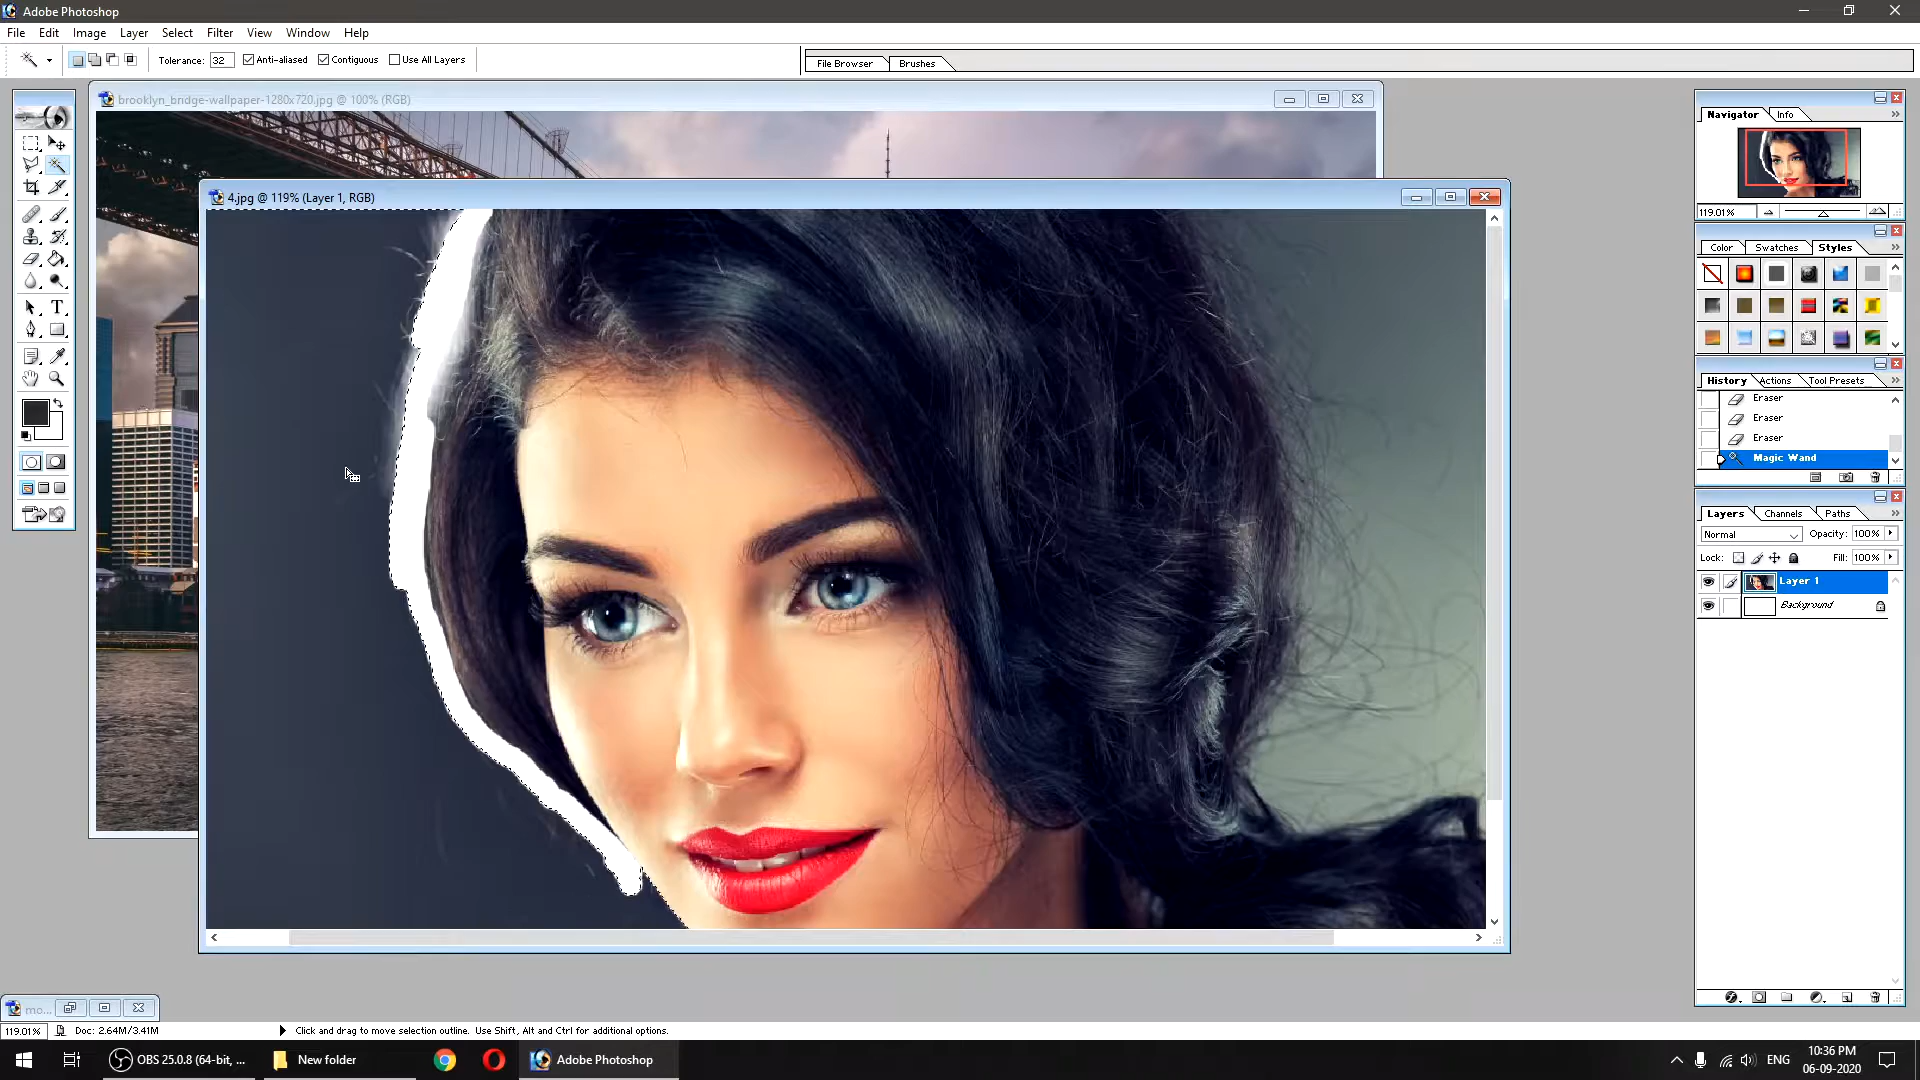 Adobe Photoshop
File Edit Image Layer Select Filter View Window Help
Tolerance: 32 Anti-aliased Contiguous Use All Layers
File Browser Brushes
brooklyn_bridge-wallpaper-1280x720.jpg @ 100% (RGB)
4.jpg @ 119% (Layer 1, RGB)
Navigator Info
119.01%
Color Swatches Styles
History Actions Tool Presets
Eraser
Eraser
Eraser
Magic Wand
Layers Channels Paths
Normal Opacity: 100%
Lock: Fill: 100%
Layer 1
Background
T
mo...
119.01% Doc: 2.64M/3.41M Click and drag to move selection outline. Use Shift, Alt and Ctrl for additional options.
OBS 25.0.8 (64-bit, ... New folder Adobe Photoshop ENG 10:36 PM
06-09-2020